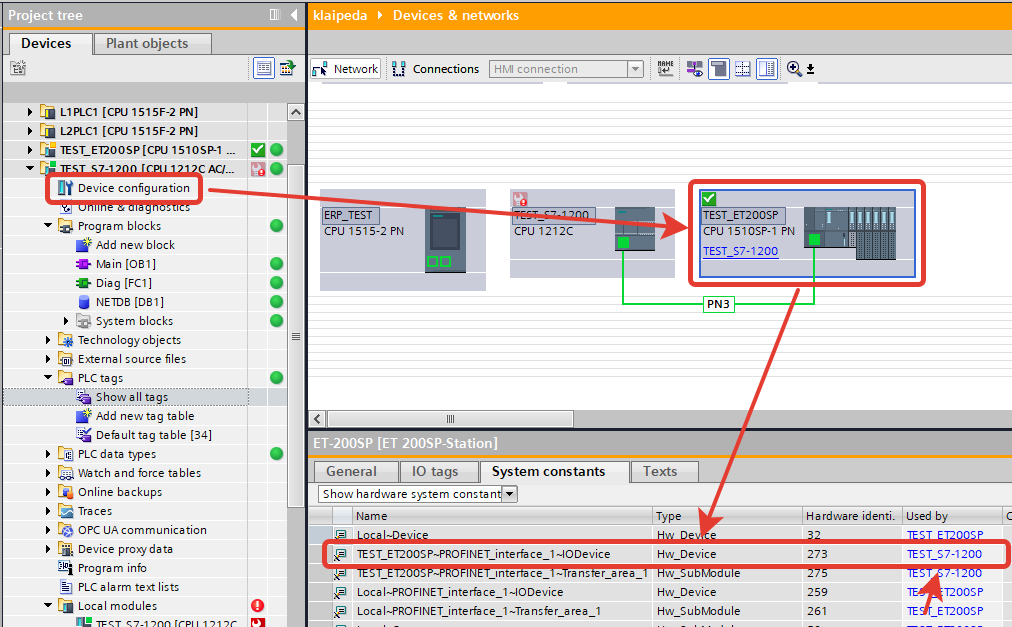 Project tree
Devices
Plant objects
L1PLC1 [CPU 1515F-2 PN]
L2PLC1 [CPU 1515F-2 PN]
TEST_ET200SP [CPU 1510SP-1 ...
TEST_S7-1200 [CPU 1212C AC/...
Device configuration
Online & diagnostics
Program blocks
Add new block
Main [OB1]
Diag [FC1]
NETDB [DB1]
System blocks
Technology objects
External source files
PLC tags
Show all tags
Add new tag table
Default tag table [34]
PLC data types
Watch and force tables
Online backups
Traces
OPC UA communication
Device proxy data
Program info
PLC alarm text lists
Local modules
TEST_S7-1200 [CPU 1212C
klaipeda
Devices & networks
Network
Connections
HMI connection
NAME
ERP_TEST
CPU 1515-2 PN
TEST_S7-1200
CPU 1212C
TEST_ET200SP
CPU 1510SP-1 PN
TEST_S7-1200
PN3
ET-200SP [ET 200SP-Station]
General
IO tags
System constants
Texts
Show hardware system constant
Name Type Hardware identi. Used by C
Local~Device Hw_Device 32 TEST_ET200SP
TEST_ET200SP~PROFINET_interface_1~IODevice Hw_Device 273 TEST_S7-1200
TEST_ET200SP~PROFINET_interface_1~Transfer_area_1 Hw_SubModule 275 TEST_S7-1200
Local~PROFINET_interface_1~IODevice Hw_Device 259 TEST_ET200SP
Local~PROFINET_interface_1~Transfer_area_1 Hw_SubModule 261 TEST_ET200SP